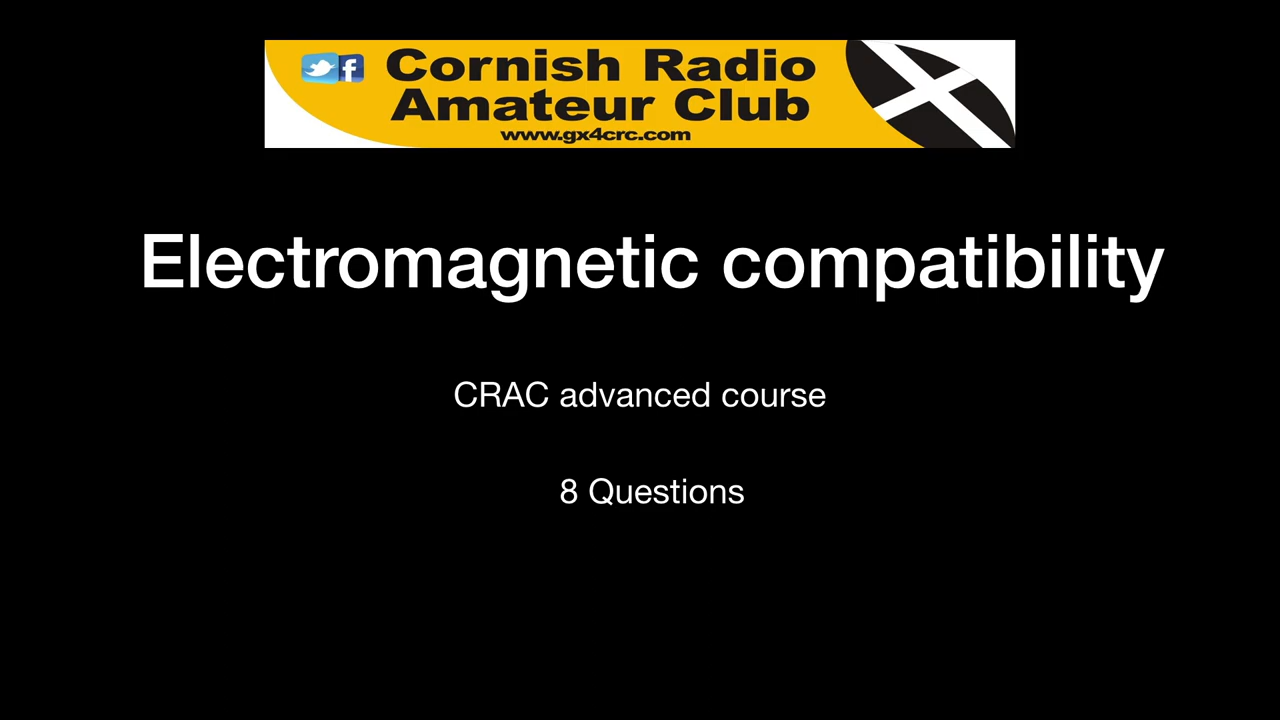 Cornish Radio
Amateur Club
www.gx4crc.com
Electromagnetic compatibility
CRAC advanced course
8 Questions